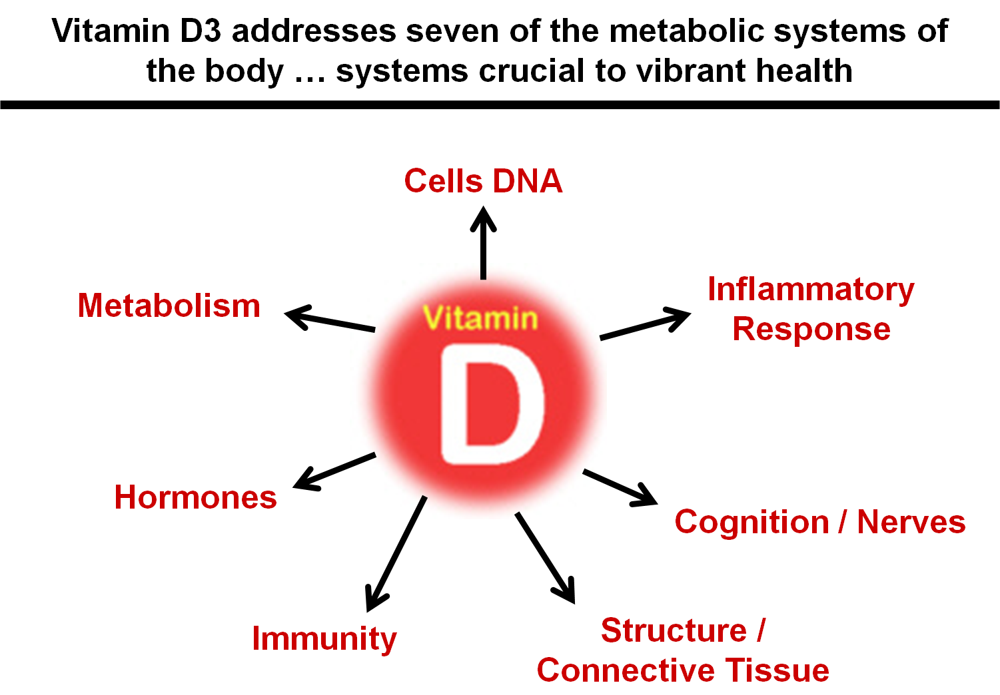 Vitamin D3 addresses seven of the metabolic systems of
the body … systems crucial to vibrant health
Cells DNA
Inflammatory
Response
Metabolism
Vitamin
D
Hormones
Cognition / Nerves
Immunity
Structure /
Connective Tissue